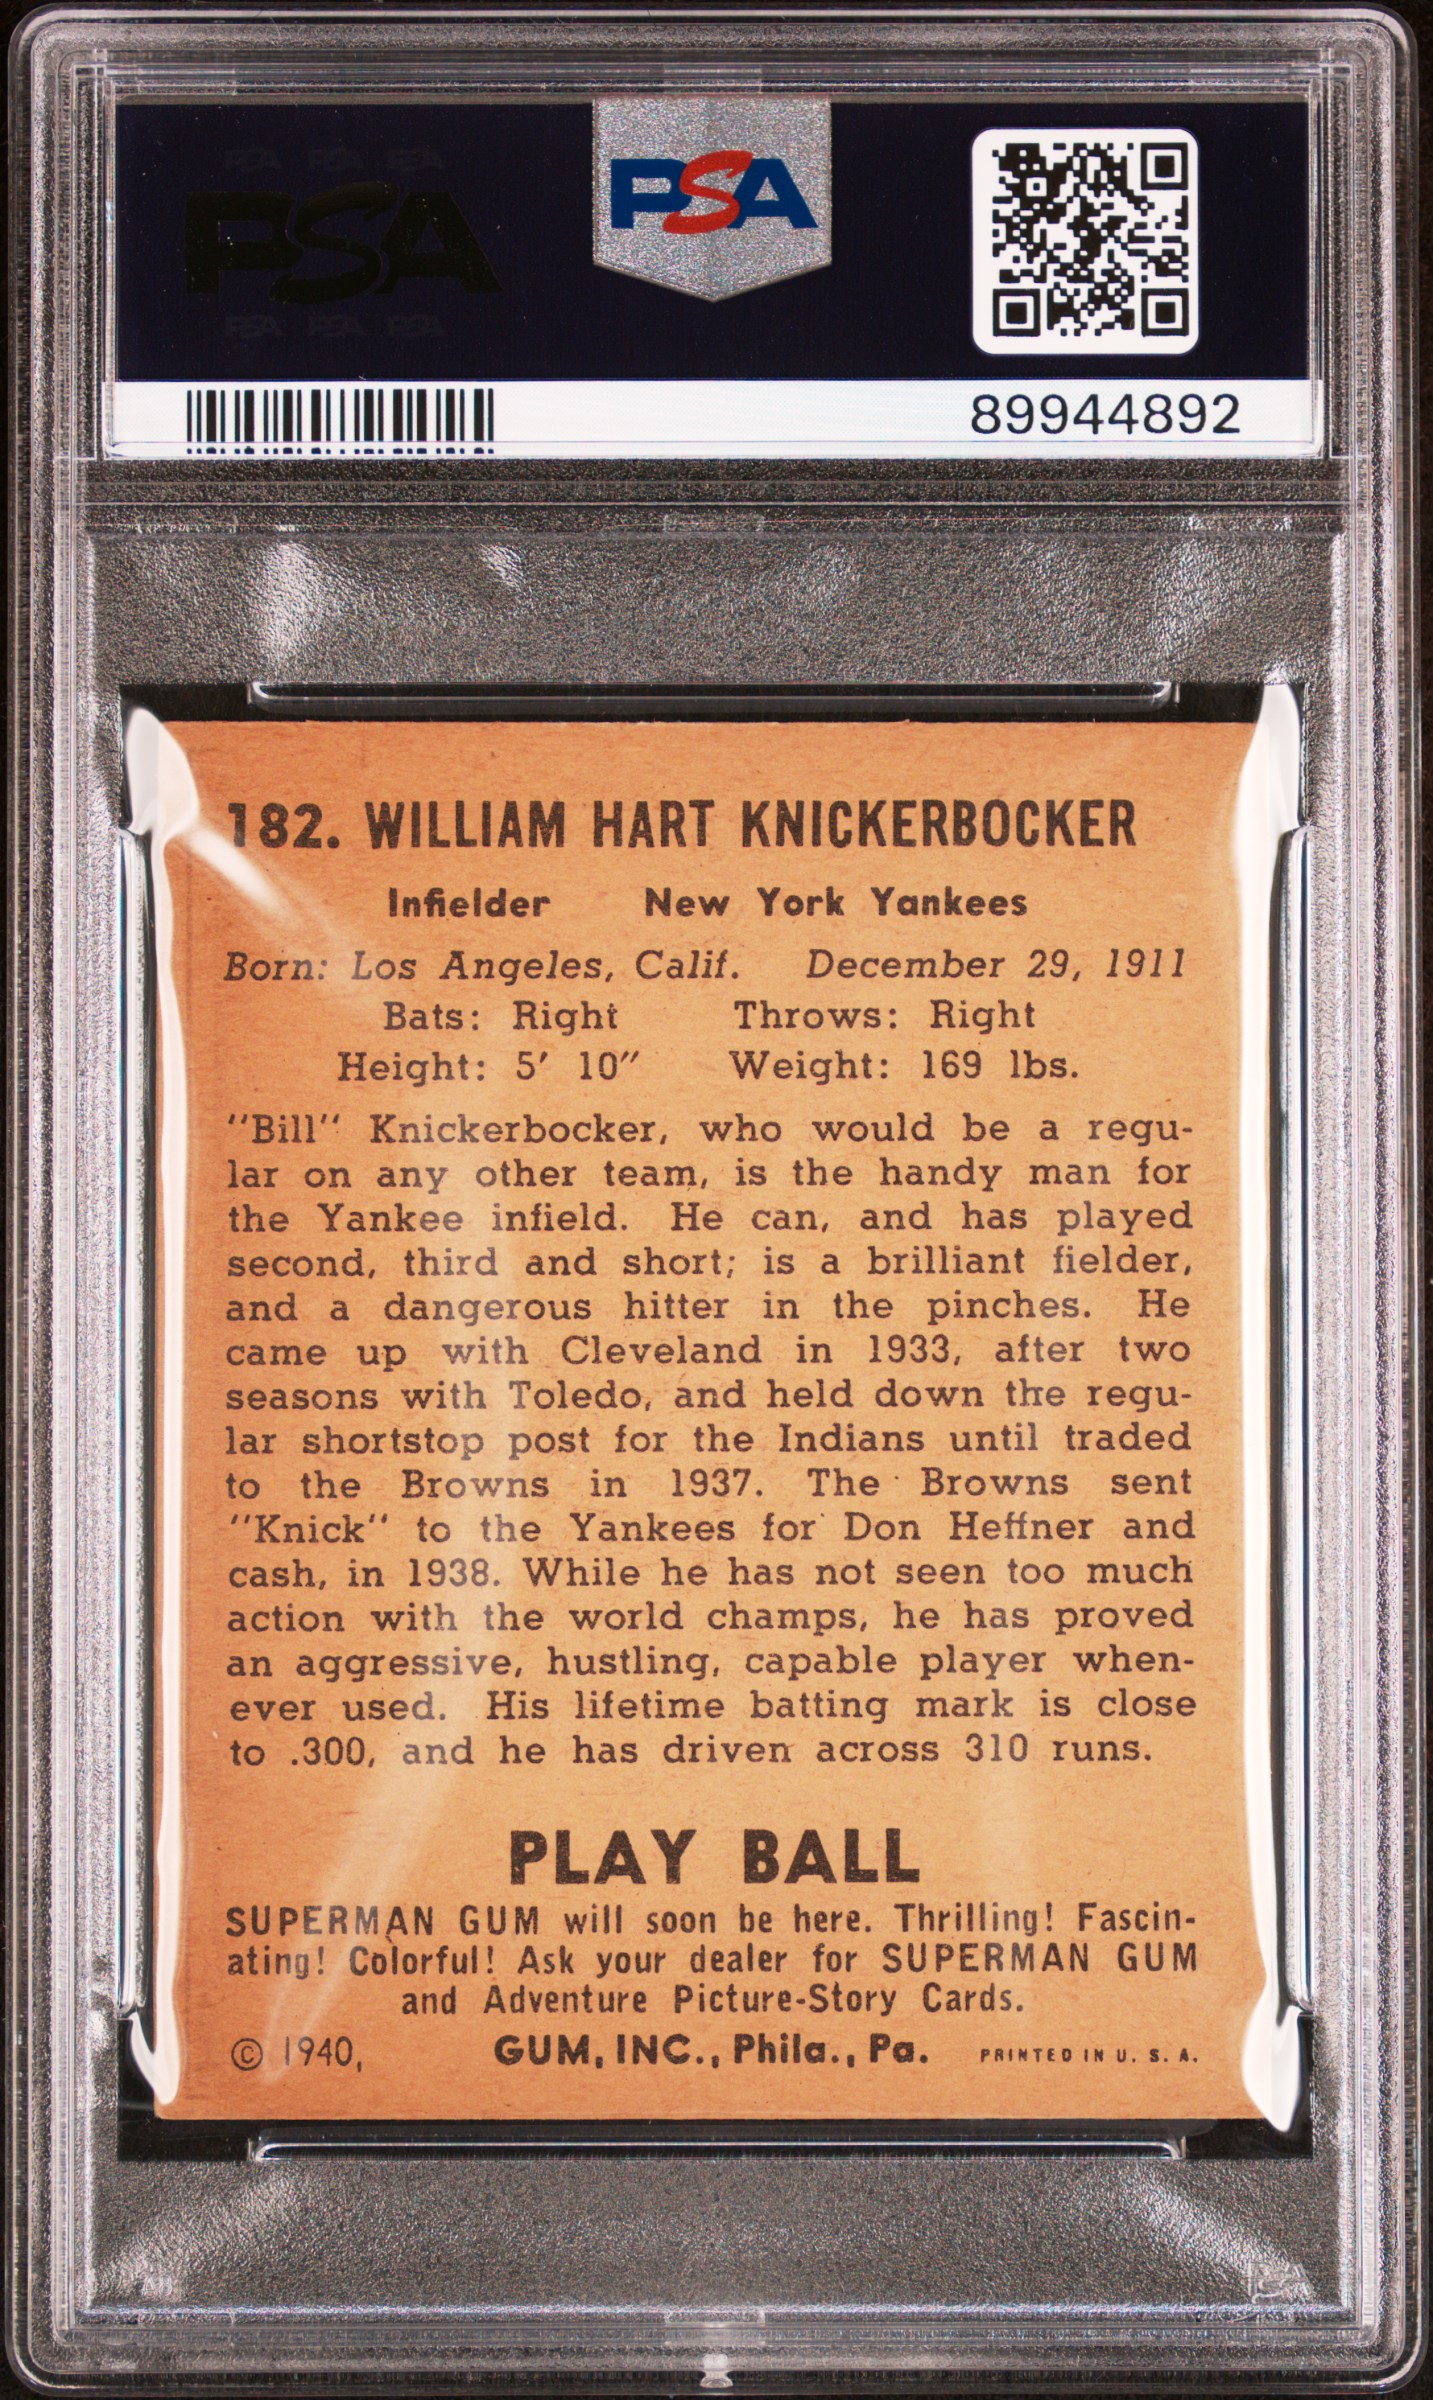 PSA PSA PSA
PSA
PSA PSA PSA
PSA
89944892
182. WILLIAM HART KNICKERBOCKER
Infielder New York Yankees
Born: Los Angeles, Calif. December 29, 1911
Bats: Right Throws: Right
Height: 5' 10" Weight: 169 lbs.
"Bill" Knickerbocker, who would be a regu-
lar on any other team, is the handy man for
the Yankee infield. He can, and has played
second, third and short; is a brilliant fielder,
and a dangerous hitter in the pinches. He
came up with Cleveland in 1933, after two
seasons with Toledo, and held down the regu-
lar shortstop post for the Indians until traded
to the Browns in 1937. The Browns sent
"Knick" to the Yankees for Don Heffner and
cash, in 1938. While he has not seen too much
action with the world champs, he has proved
an aggressive, hustling, capable player when-
ever used. His lifetime batting mark is close
to .300, and he has driven across 310 runs.
PLAY BALL
SUPERMAN GUM will soon be here. Thrilling! Fascin-
ating! Colorful! Ask your dealer for SUPERMAN GUM
and Adventure Picture-Story Cards.
© 1940, GUM, INC., Phila., Pa. PRINTED IN U. S. A.